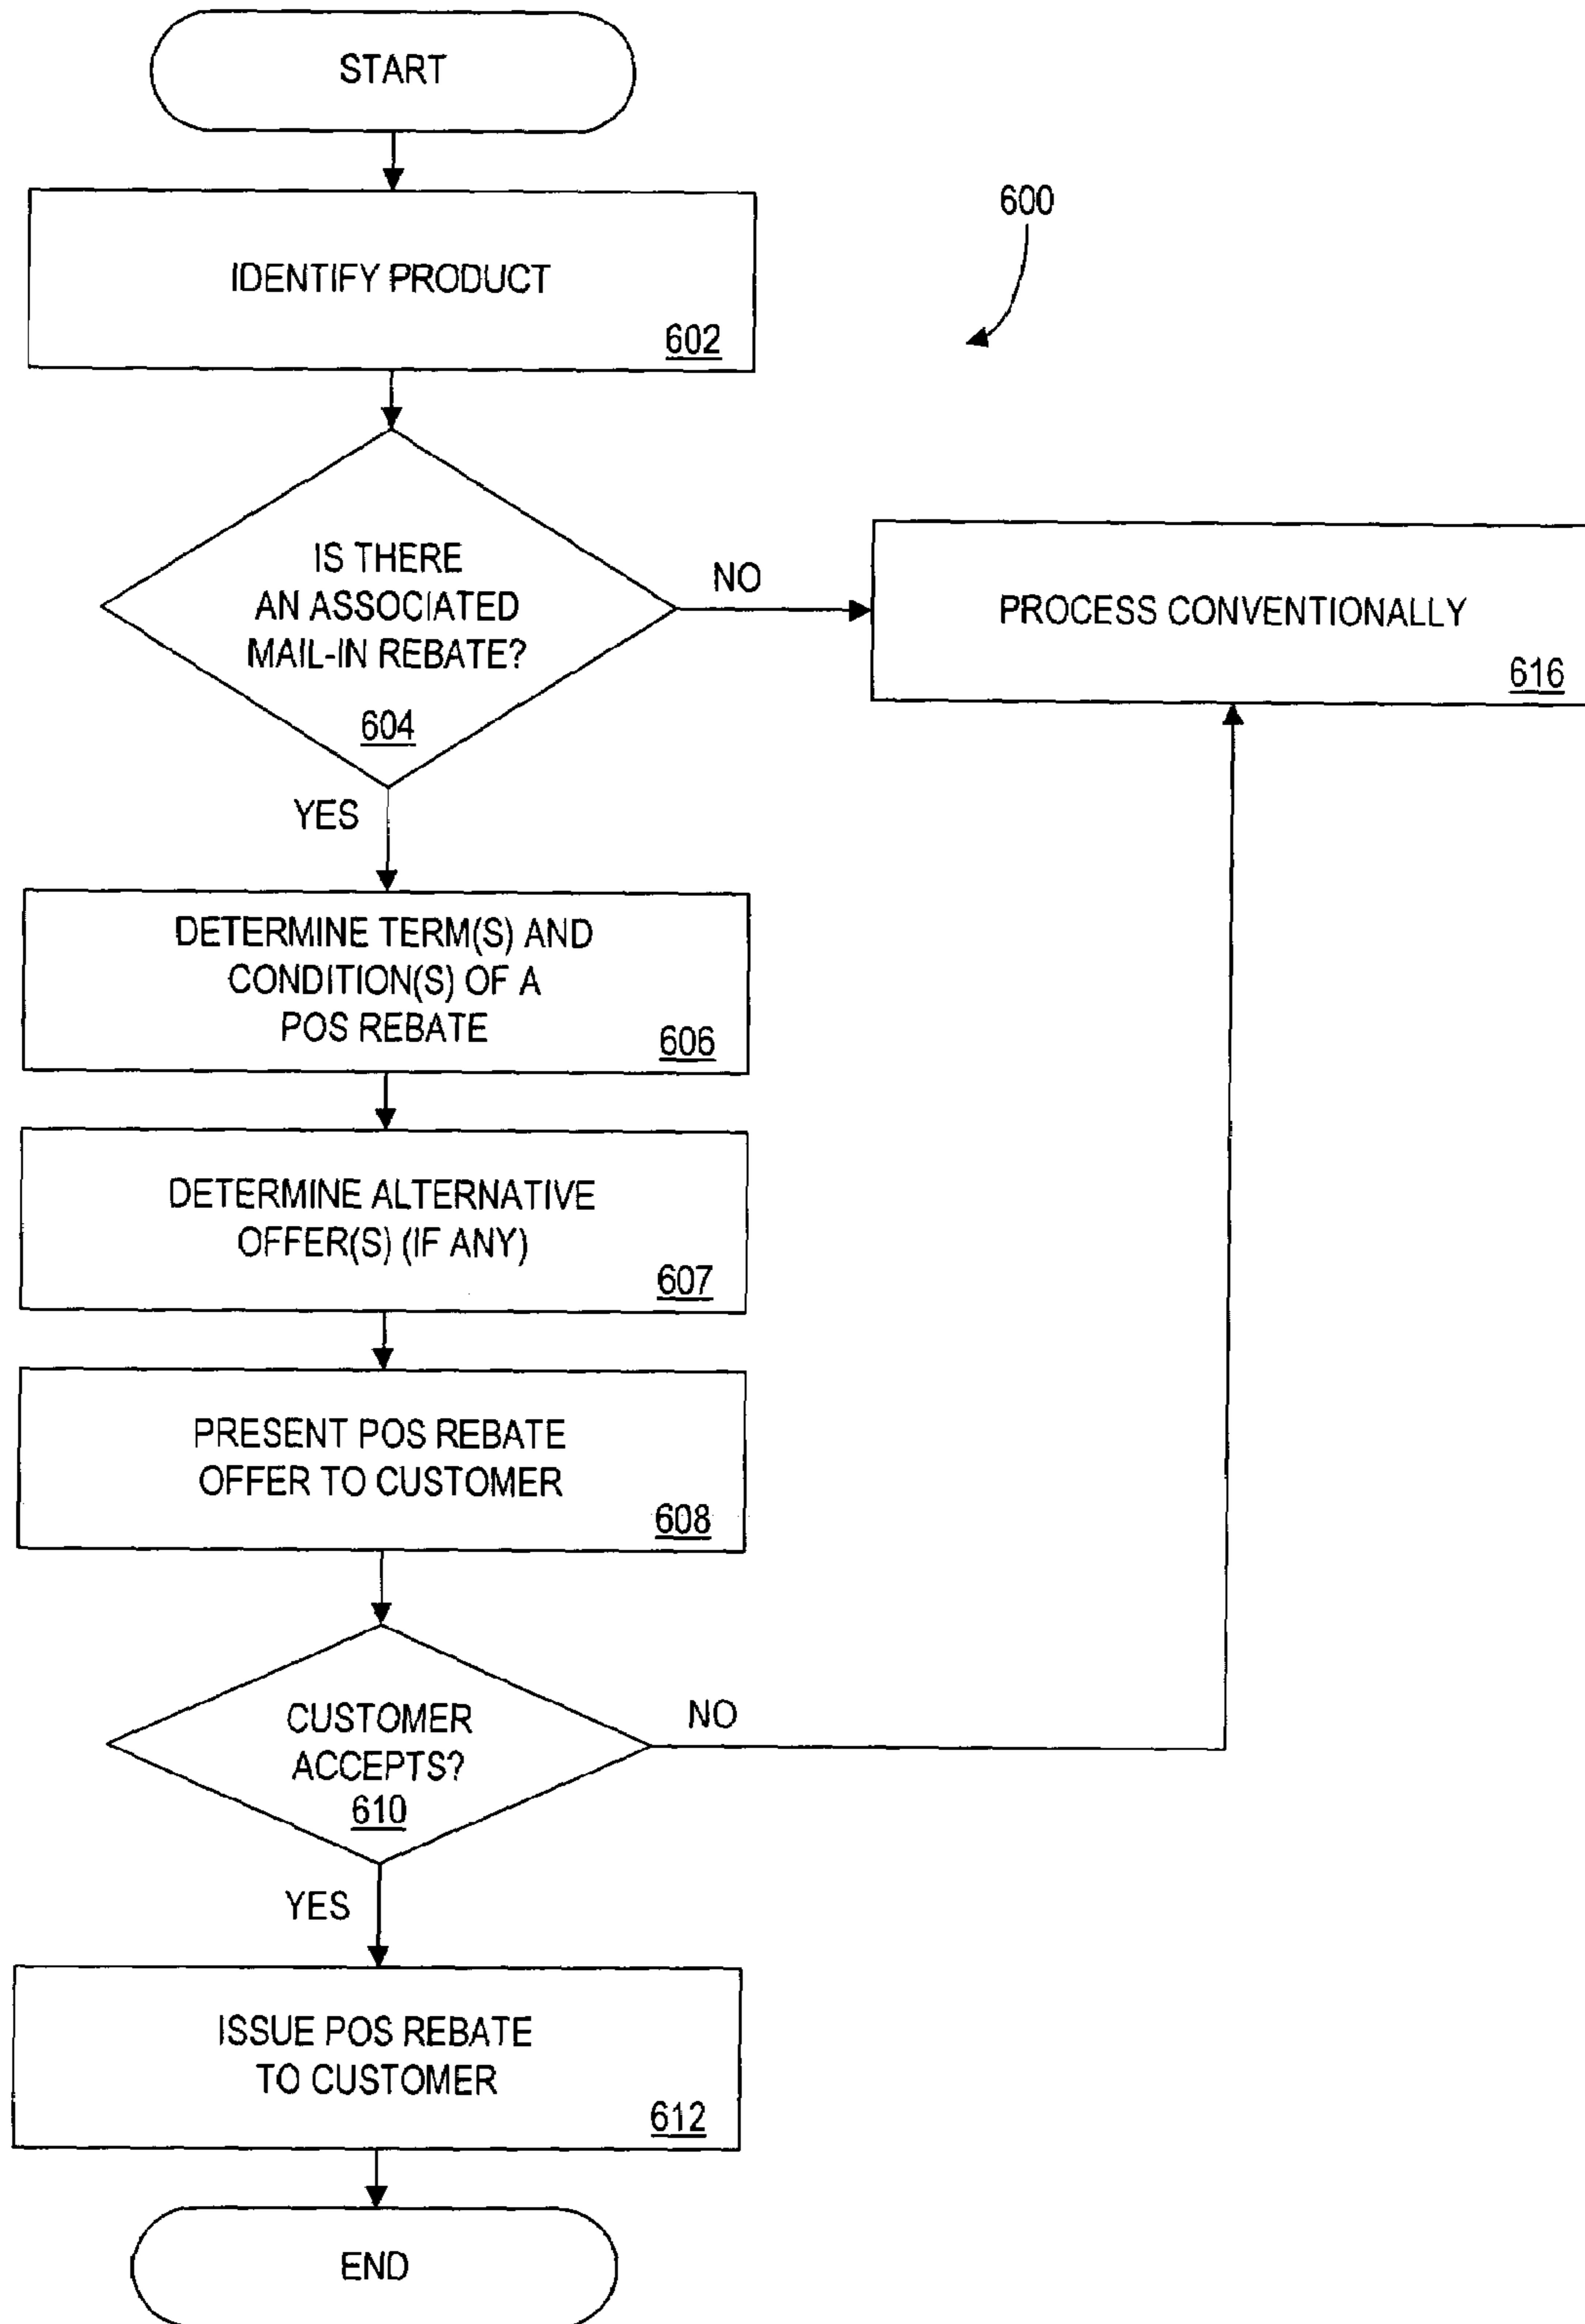 START
600
IDENTIFY PRODUCT
602
IS THERE
AN ASSOCIATED
MAIL-IN REBATE?
604
NO
PROCESS CONVENTIONALLY
616
YES
DETERMINE TERM(S) AND
CONDITION(S) OF A
POS REBATE
606
DETERMINE ALTERNATIVE
OFFER(S) (IF ANY)
607
PRESENT POS REBATE
OFFER TO CUSTOMER
608
CUSTOMER
ACCEPTS?
610
NO
YES
ISSUE POS REBATE
TO CUSTOMER
612
END